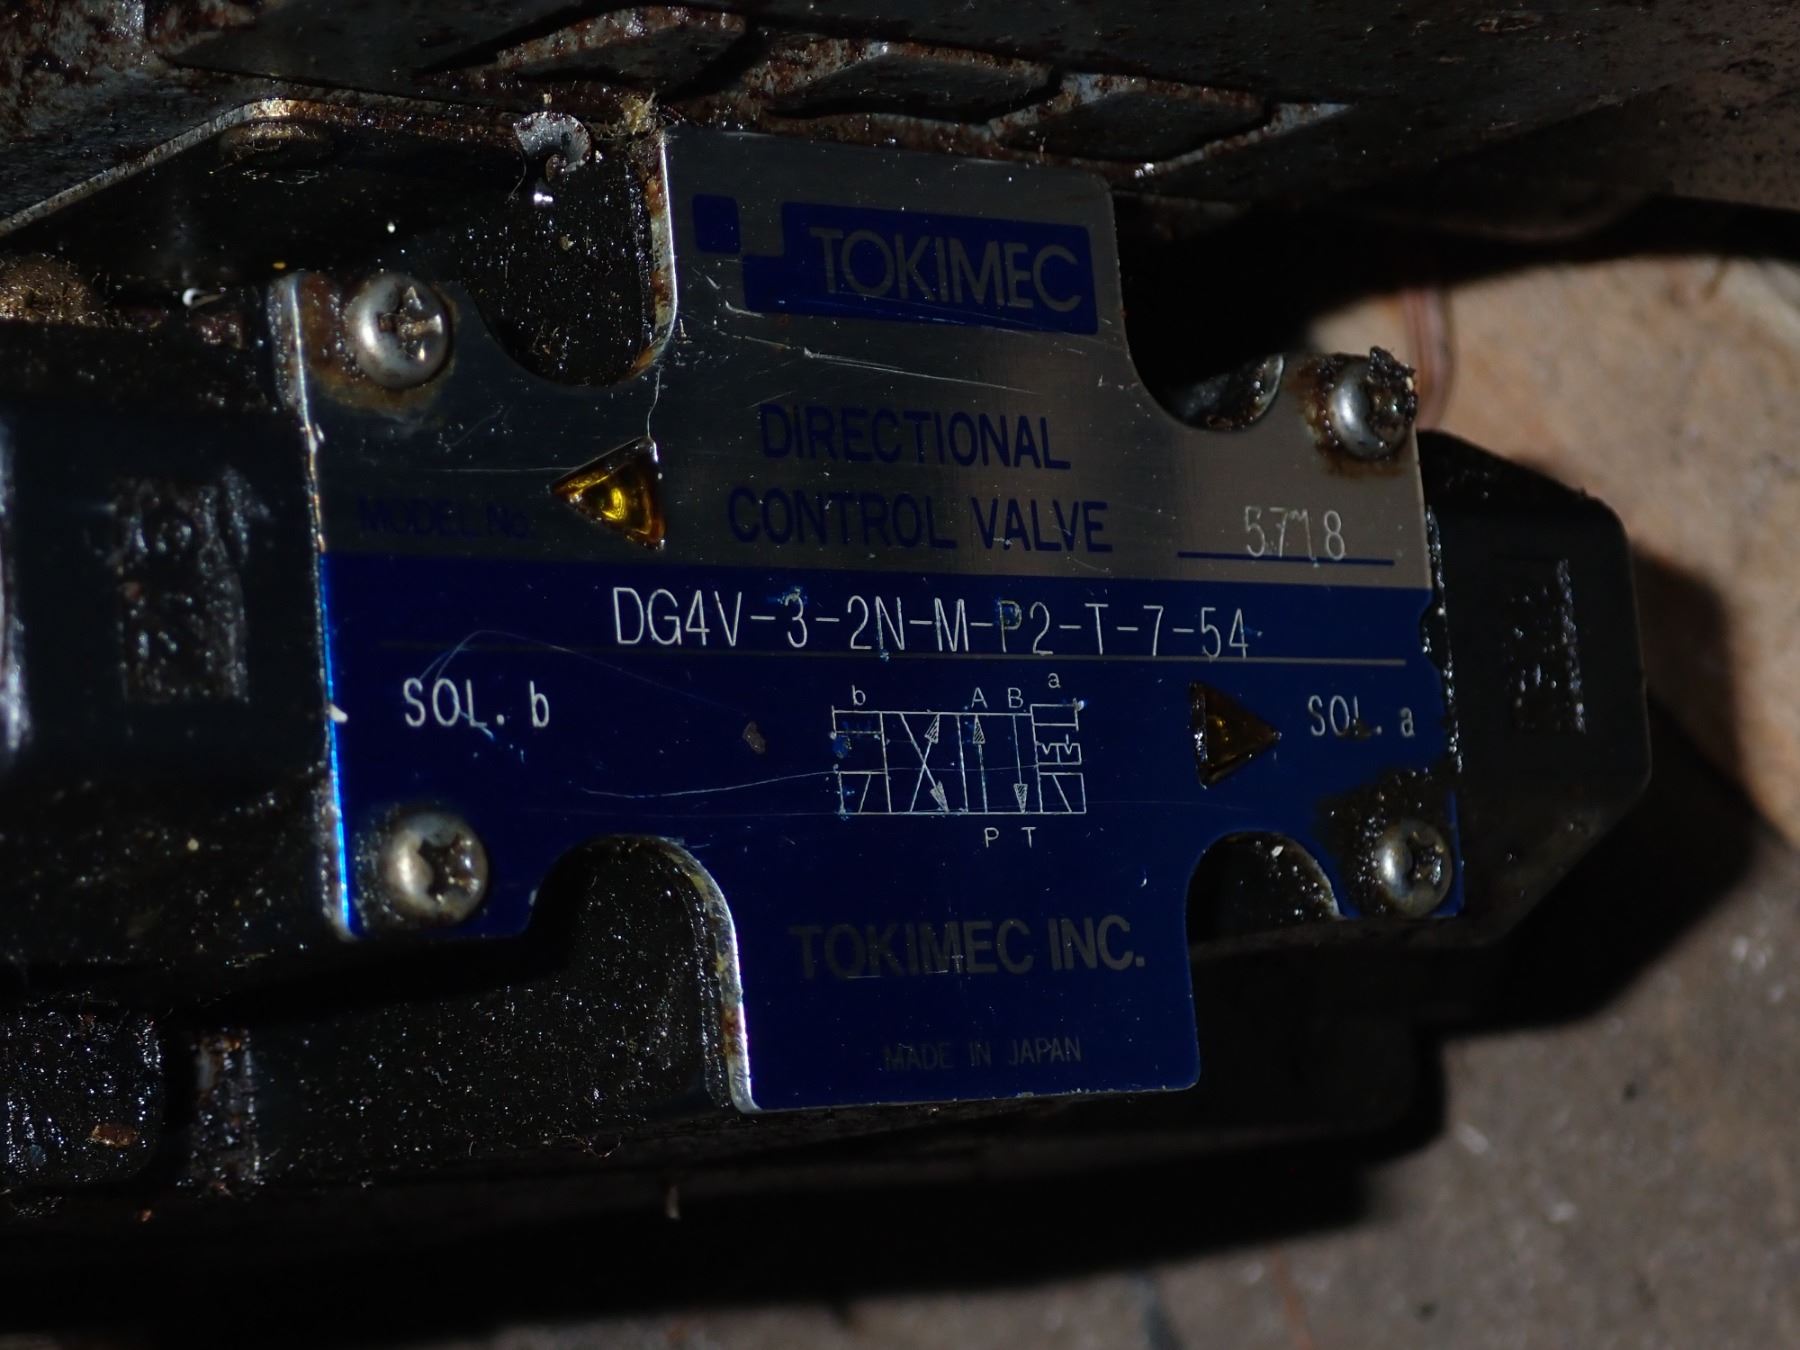 TOKIMEC
DIRECTIONAL
CONTROL VALVE
MODEL No.
5718
DG4V-3-2N-M-P2-T-7-54
SOL. b
b A B a
SOL. a
P T
TOKIMEC INC.
MADE IN JAPAN